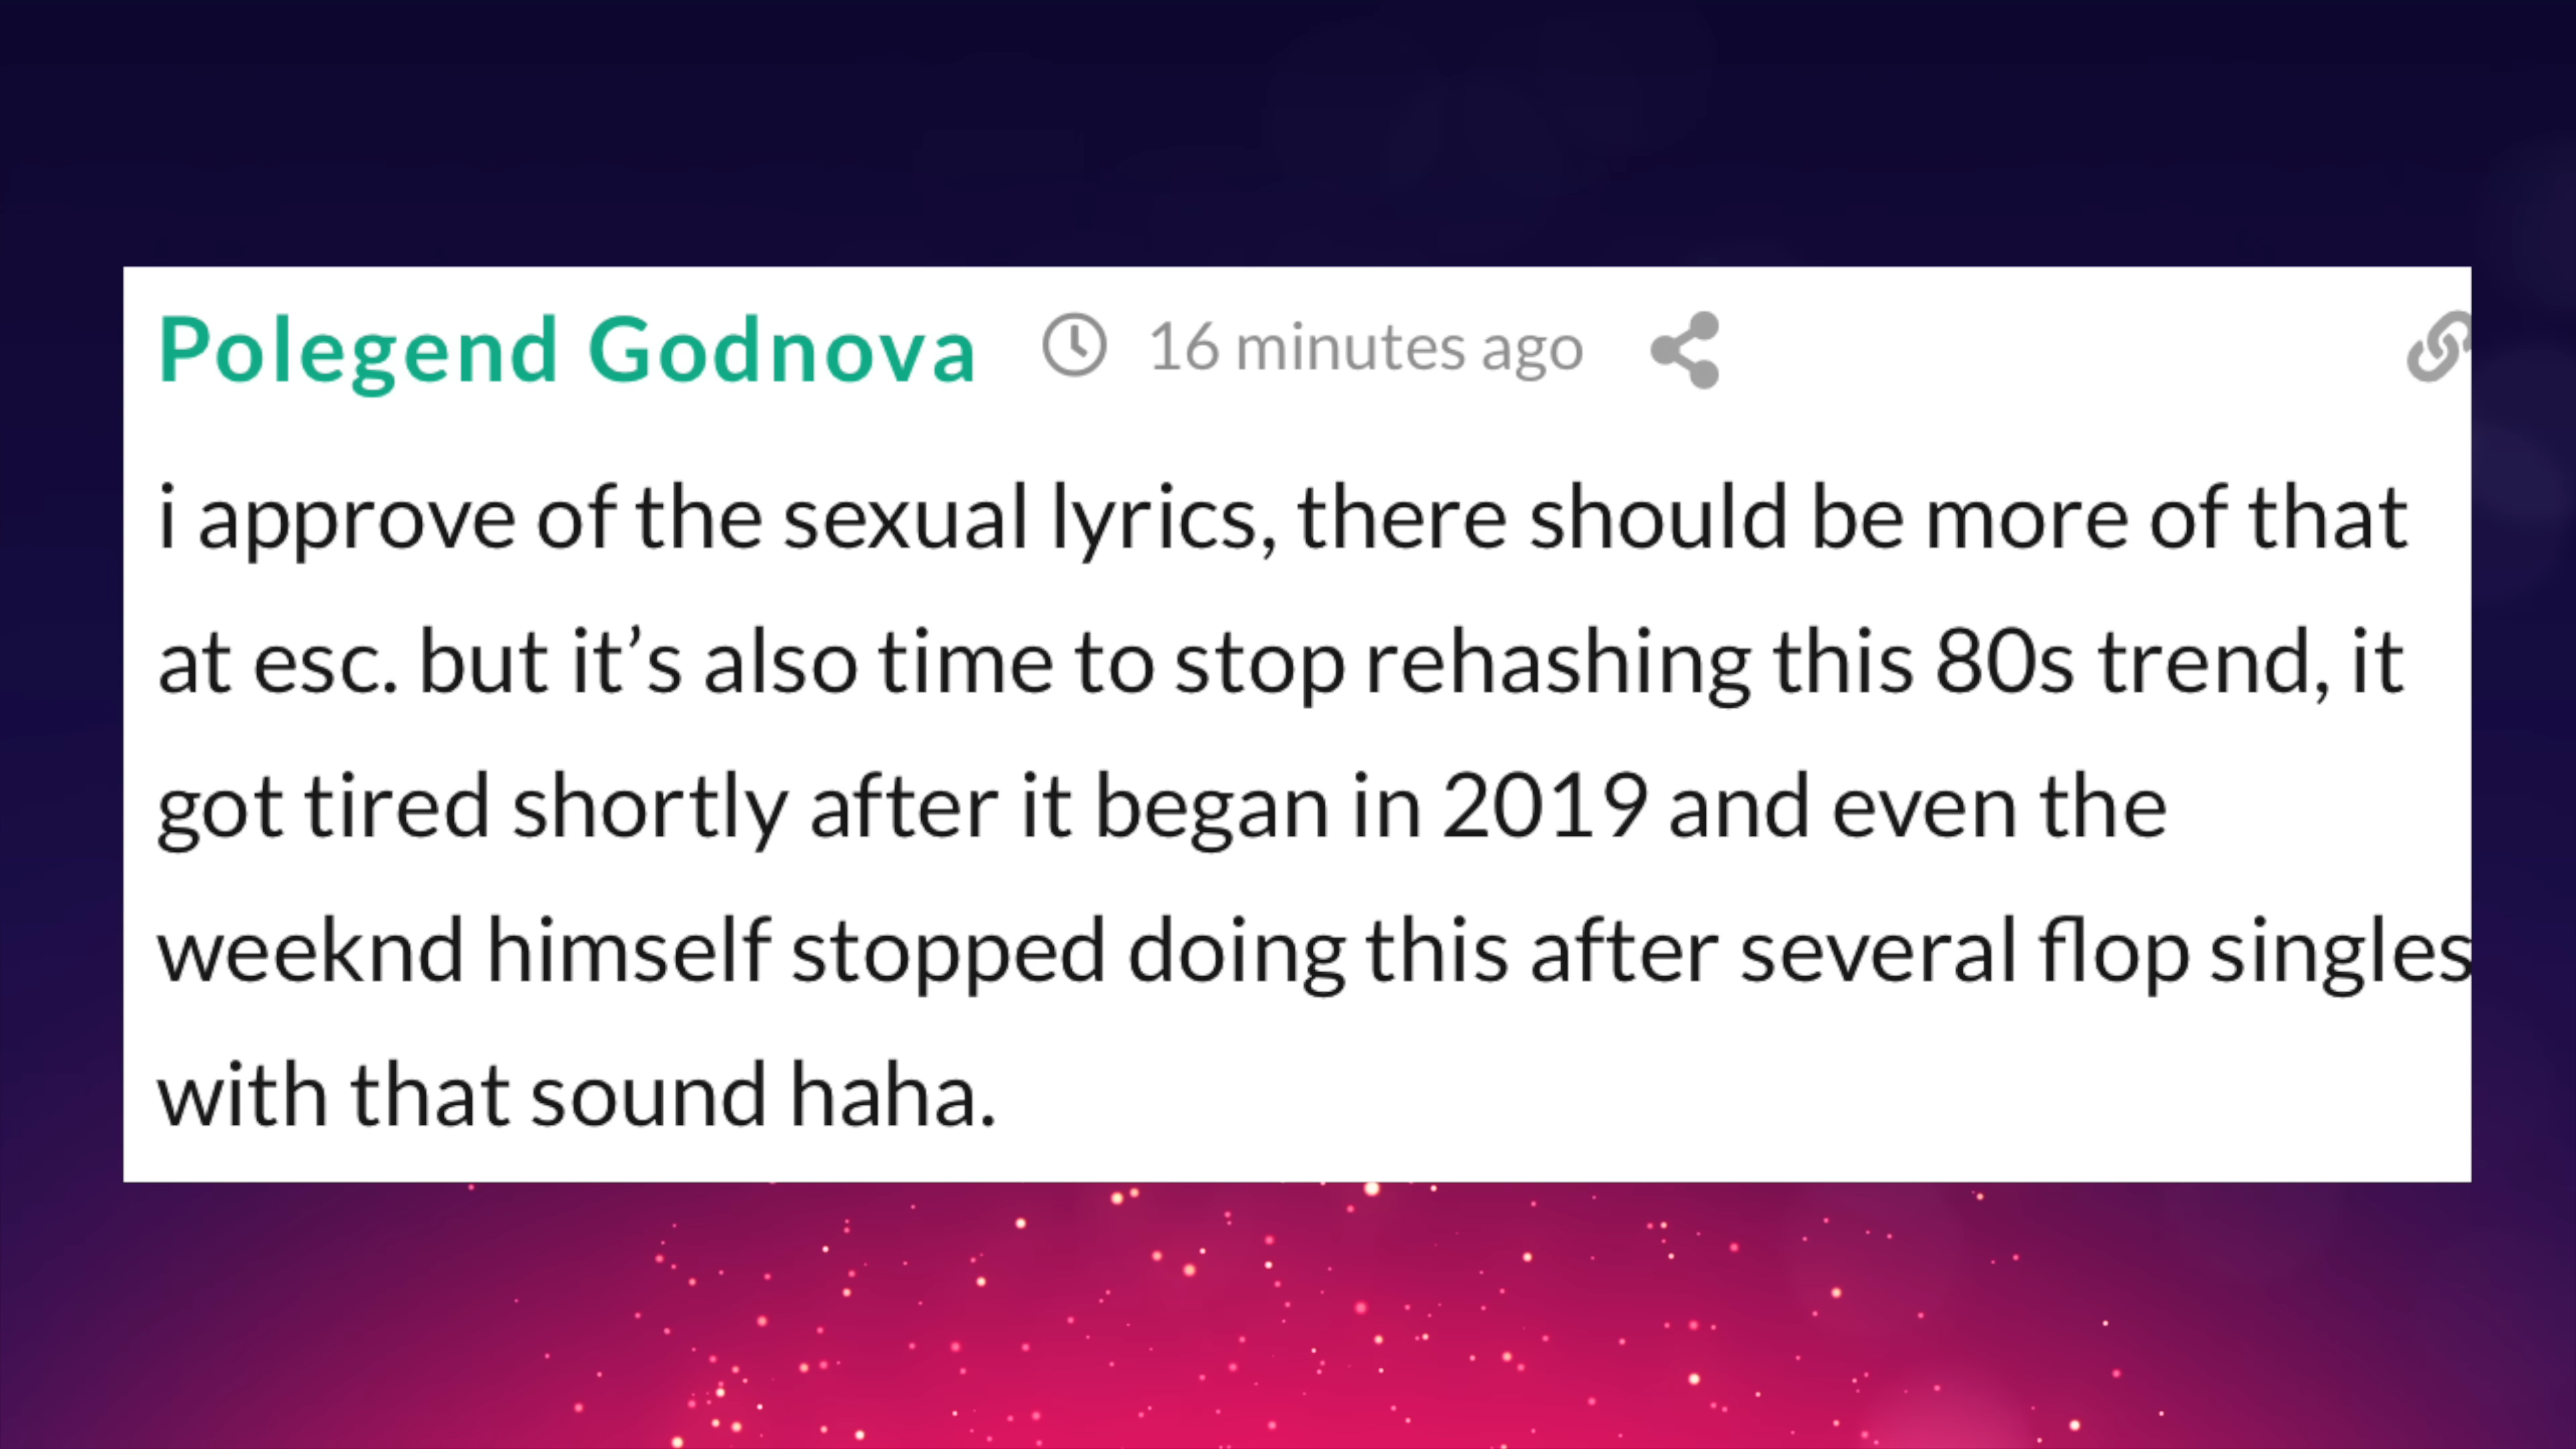 Polegend Godnova 16 minutes ago
i approve of the sexual lyrics, there should be more of that
at esc. but it’s also time to stop rehashing this 80s trend, it
got tired shortly after it began in 2019 and even the
weeknd himself stopped doing this after several flop singles
with that sound haha.